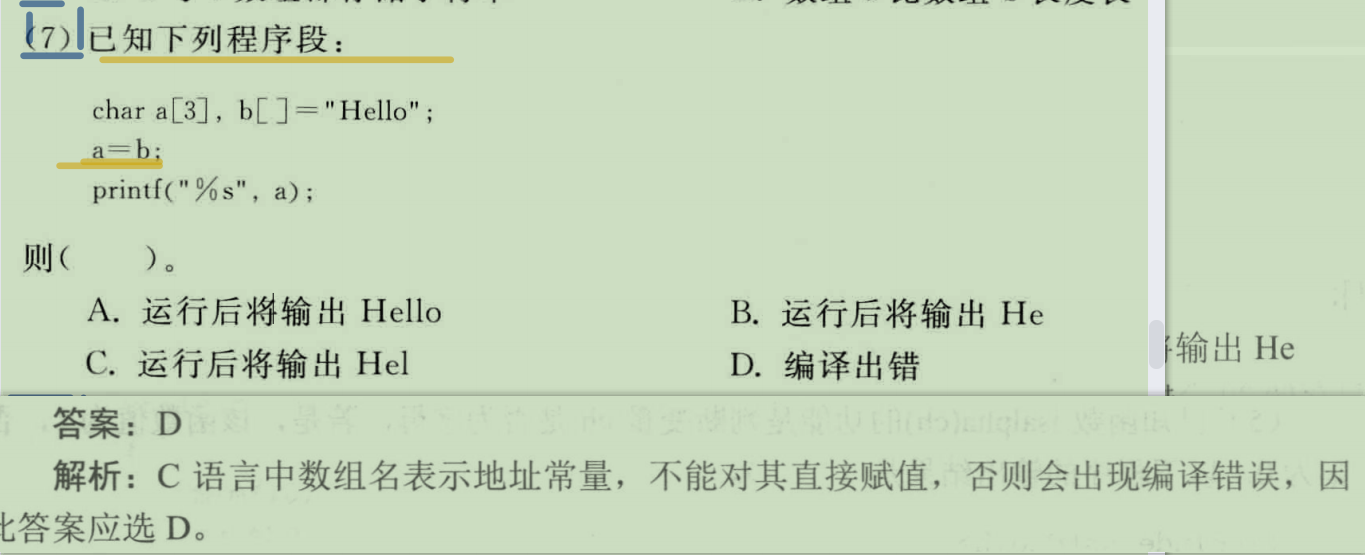 (7) 已知下列程序段：
char a[3], b[ ]="Hello";
a=b;
printf("%s", a);
则(    )。
A. 运行后将输出 Hello
B. 运行后将输出 He
C. 运行后将输出 Hel
D. 编译出错
将输出 He
答案：D
解析：C 语言中数组名表示地址常量，不能对其直接赋值，否则会出现编译错误，因
此答案应选 D。